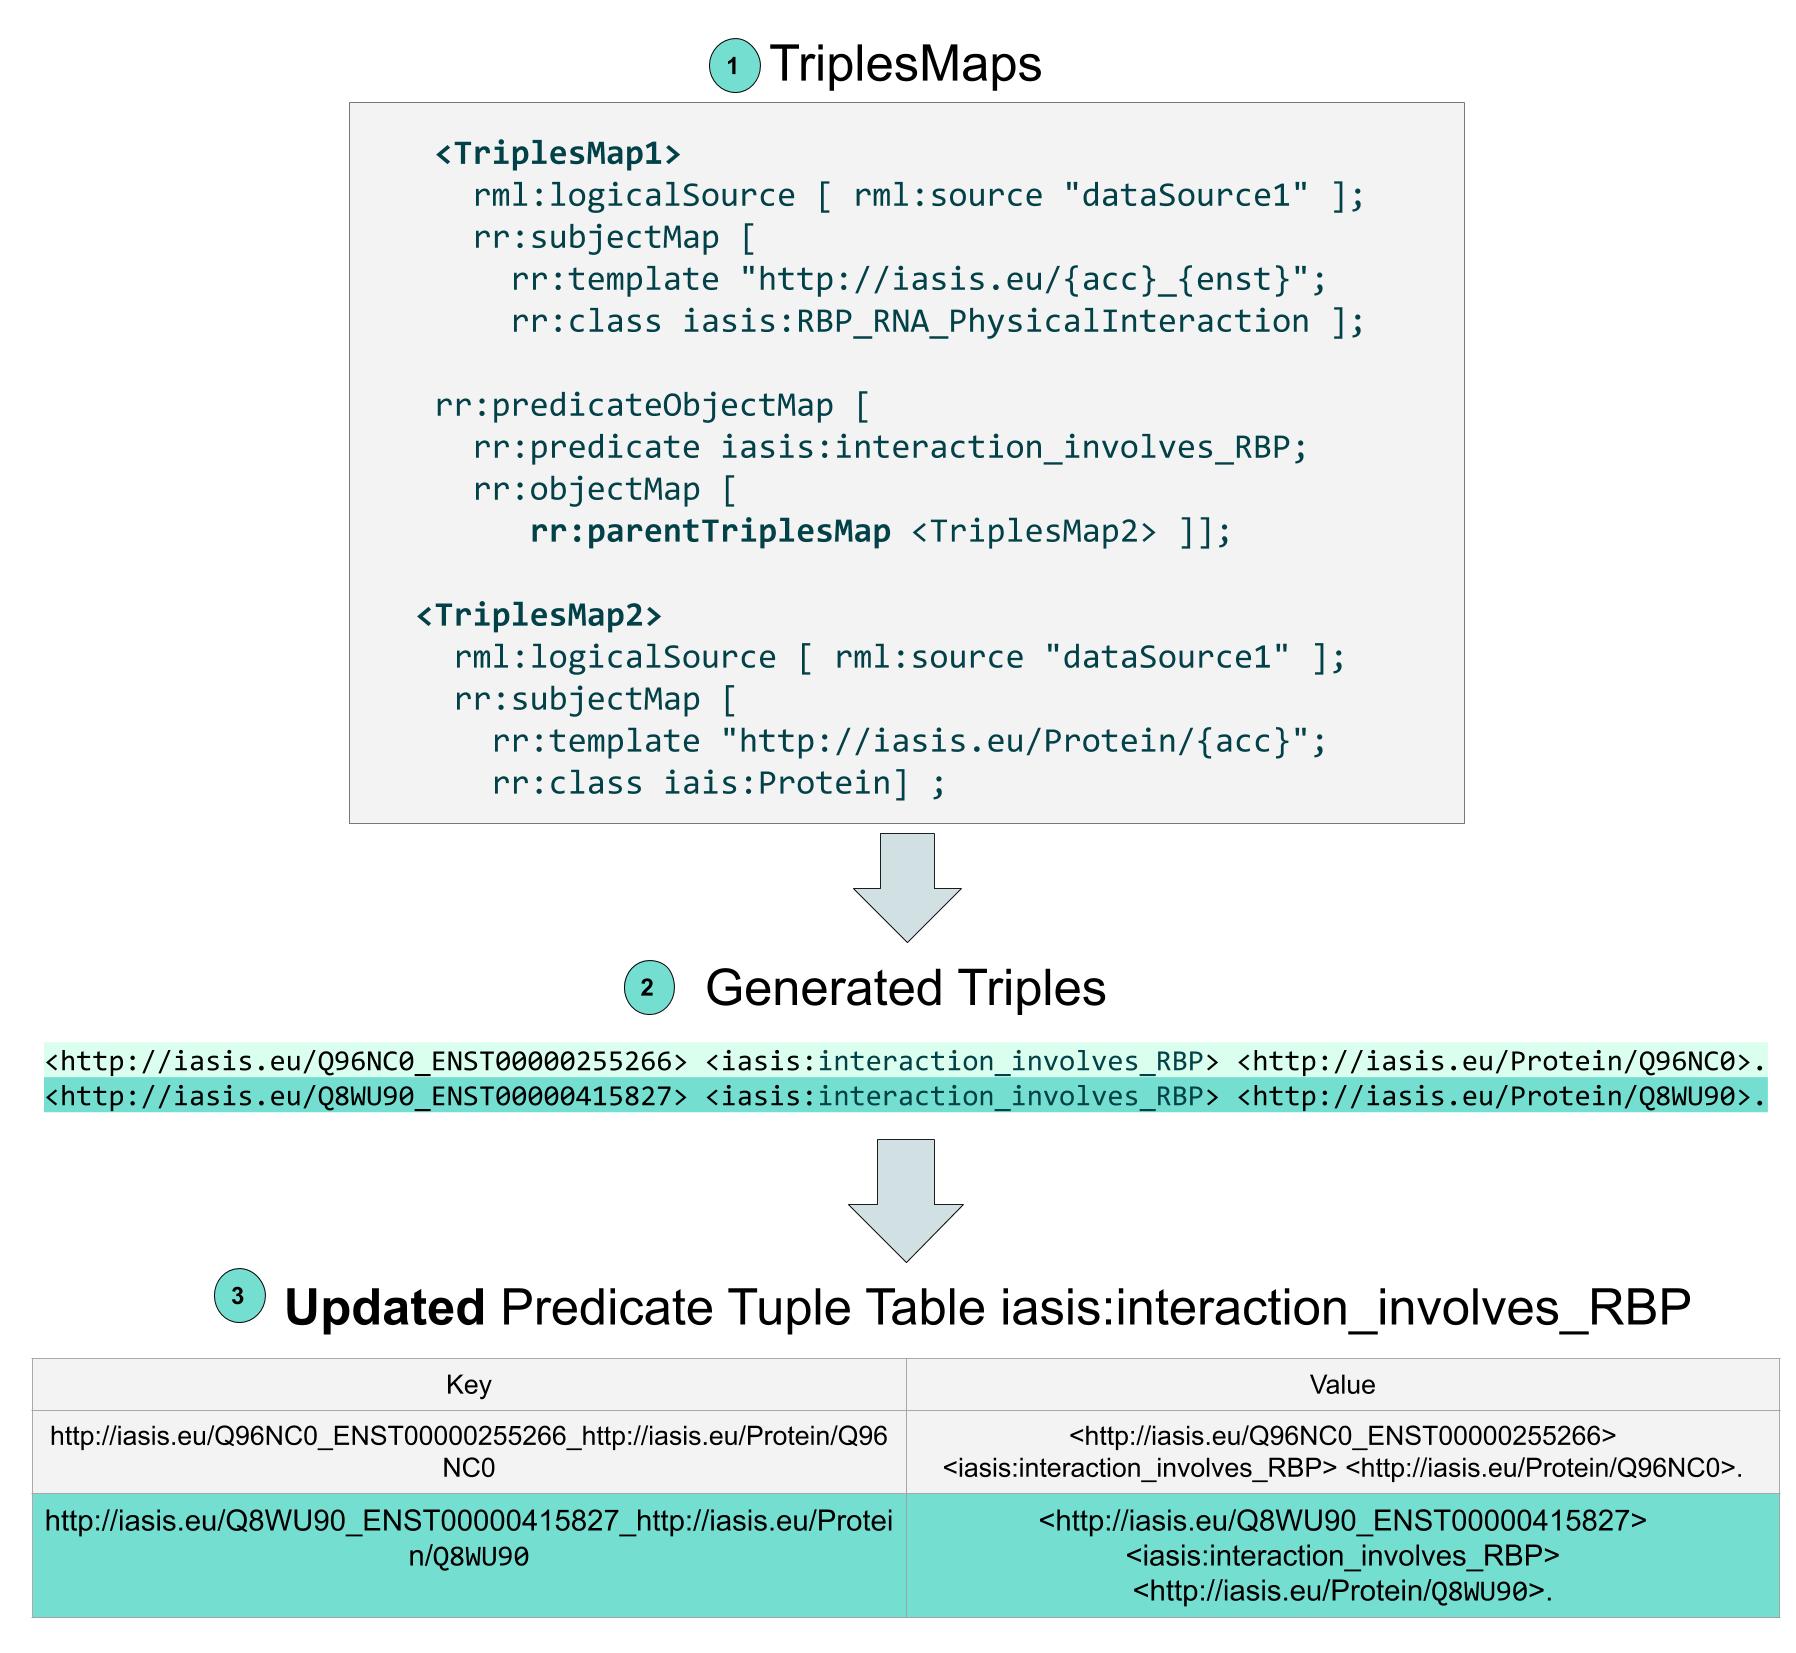 1 TriplesMaps
<TriplesMap1>
rml:logicalSource [ rml:source "dataSource1" ];
rr:subjectMap [
rr:template "http://iasis.eu/{acc}_{enst}";
rr:class iasis:RBP_RNA_PhysicalInteraction ];
rr:predicateObjectMap [
rr:predicate iasis:interaction_involves_RBP;
rr:objectMap [
rr:parentTriplesMap <TriplesMap2> ]];
<TriplesMap2>
rml:logicalSource [ rml:source "dataSource1" ];
rr:subjectMap [
rr:template "http://iasis.eu/Protein/{acc}";
rr:class iais:Protein] ;
2 Generated Triples
<http://iasis.eu/Q96NC0_ENST00000255266> <iasis:interaction_involves_RBP> <http://iasis.eu/Protein/Q96NC0>.
<http://iasis.eu/Q8WU90_ENST00000415827> <iasis:interaction_involves_RBP> <http://iasis.eu/Protein/Q8WU90>.
3 Updated Predicate Tuple Table iasis:interaction_involves_RBP
Key
Value
http://iasis.eu/Q96NC0_ENST00000255266_http://iasis.eu/Protein/Q96
NC0
<http://iasis.eu/Q96NC0_ENST00000255266>
<iasis:interaction_involves_RBP> <http://iasis.eu/Protein/Q96NC0>.
http://iasis.eu/Q8WU90_ENST00000415827_http://iasis.eu/Protei
n/Q8WU90
<http://iasis.eu/Q8WU90_ENST00000415827>
<iasis:interaction_involves_RBP>
<http://iasis.eu/Protein/Q8WU90>.